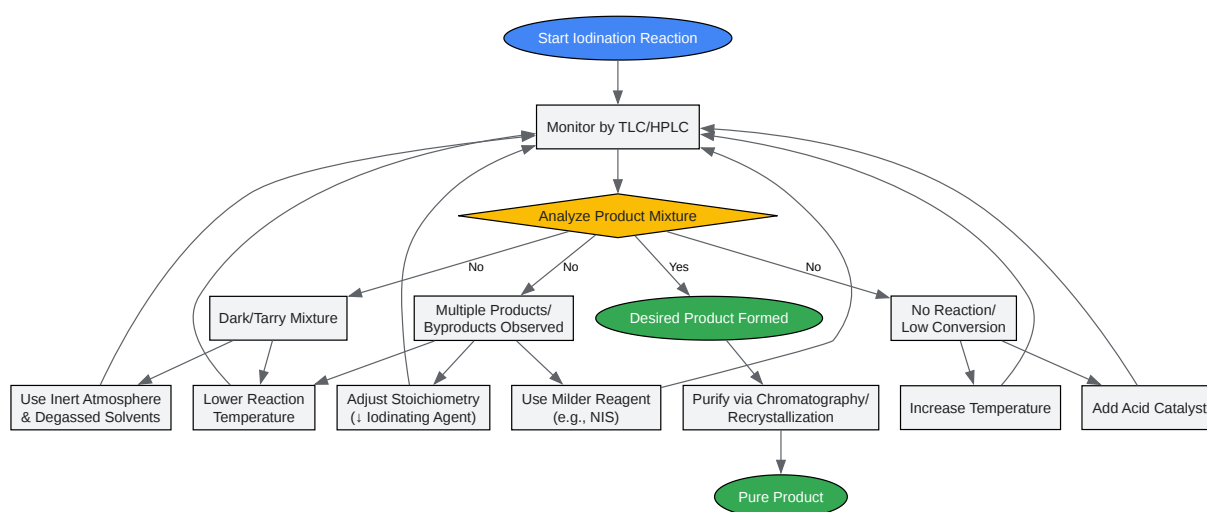 Start Iodination Reaction
Monitor by TLC/HPLC
Analyze Product Mixture
No
No
Yes
No
Dark/Tarry Mixture
Multiple Products/
Byproducts Observed
Desired Product Formed
No Reaction/
Low Conversion
Use Inert Atmosphere
& Degassed Solvents
Lower Reaction
Temperature
Adjust Stoichiometry
(↓ Iodinating Agent)
Use Milder Reagent
(e.g., NIS)
Purify via Chromatography/
Recrystallization
Increase Temperature
Add Acid Catalyst
Pure Product